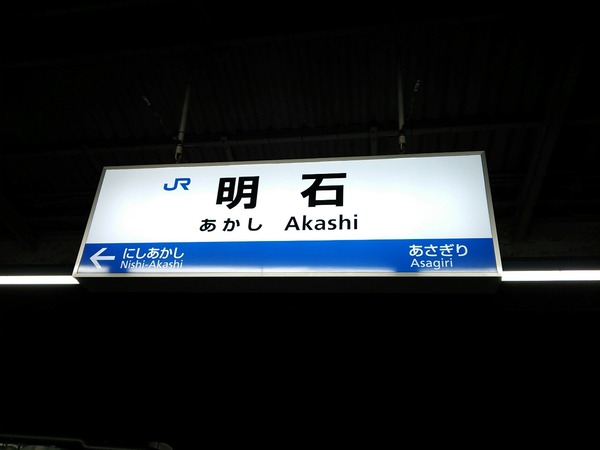 JR 明石
あかし Akashi
← にしあかし あさぎり
Nishi-Akashi Asagiri